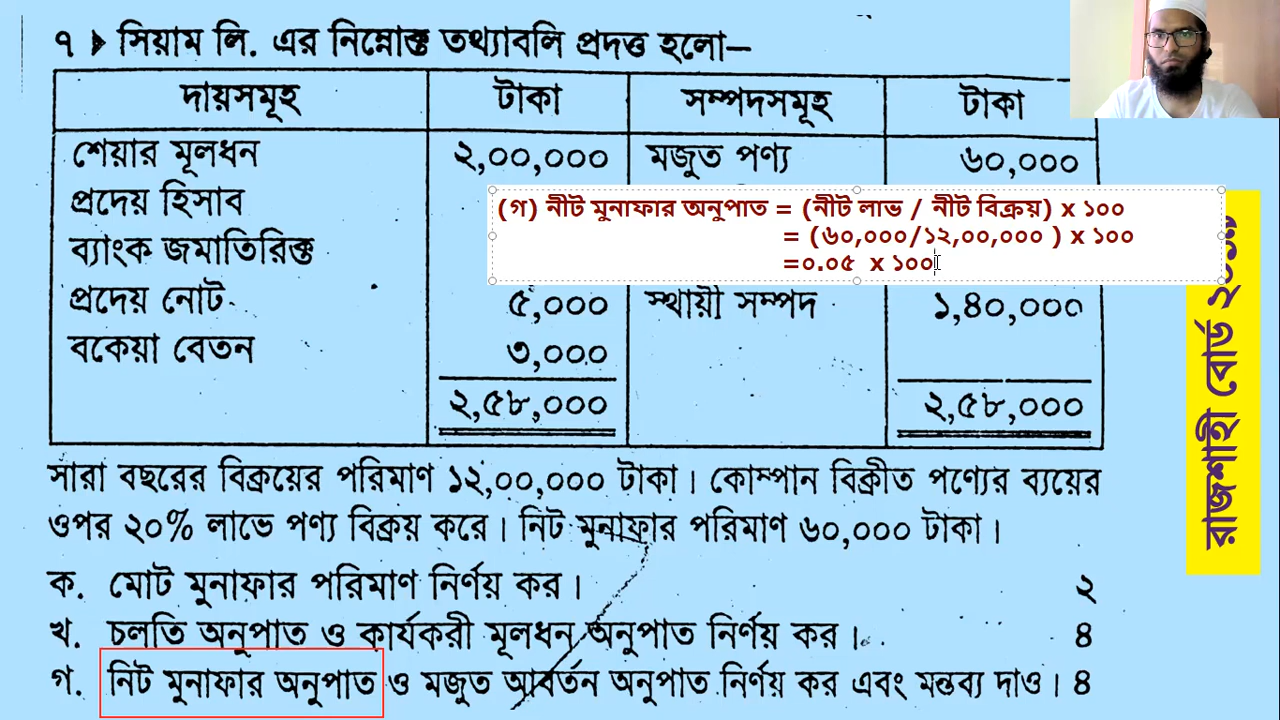 ৭ ▶ সিয়াম লি. এর নিম্নোক্ত তথ্যাবলি প্রদত্ত হলো–
দায়সমূহ টাকা সম্পদসমূহ টাকা
শেয়ার মূলধন ২,০০,০০০ মজুত পণ্য ৬০,০০০
প্রদেয় হিসাব
ব্যাংক জমাতিরিক্ত
প্রদেয় নোট ৫,০০০ স্থায়ী সম্পদ ১,৪০,০০০
বকেয়া বেতন ৩,০০০
২,৫৮,০০০ ২,৫৮,০০০
(গ) নীট মুনাফার অনুপাত = (নীট লাভ / নীট বিক্রয়) x ১০০
= (৬০,০০০/১২,০০,০০০ ) x ১০০
=০.০৫ x ১০০
সারা বছরের বিক্রয়ের পরিমাণ ১২,০০,০০০ টাকা। কোম্পান বিক্রীত পণ্যের ব্যয়ের
ওপর ২০% লাভে পণ্য বিক্রয় করে। নিট মুনাফার পরিমাণ ৬০,০০০ টাকা।
ক. মোট মুনাফার পরিমাণ নির্ণয় কর। ২
খ. চলতি অনুপাত ও কার্যকরী মূলধন অনুপাত নির্ণয় কর। ৪
গ. নিট মুনাফার অনুপাত ও মজুত আবর্তন অনুপাত নির্ণয় কর এবং মন্তব্য দাও। ৪
রাজশাহী বোর্ড